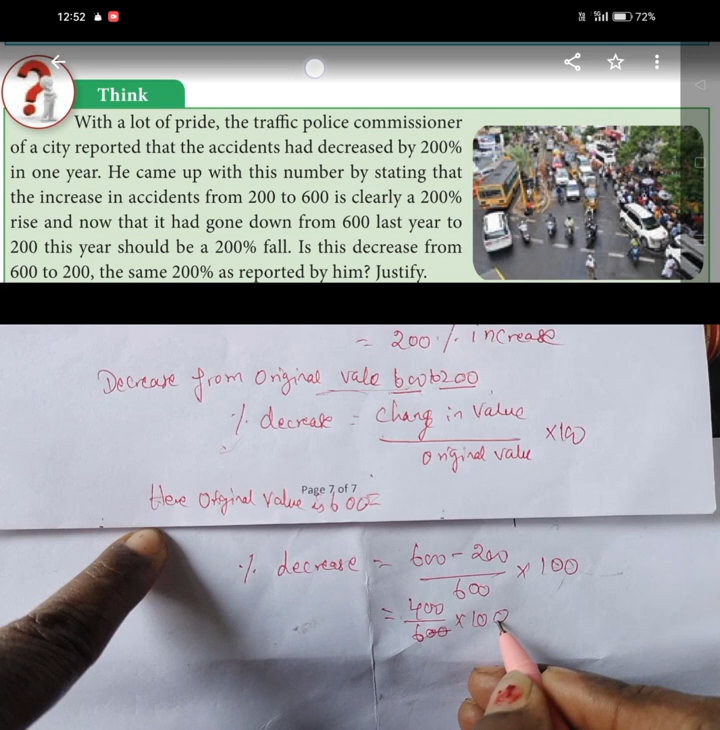 12:52
72%
Think
With a lot of pride, the traffic police commissioner
of a city reported that the accidents had decreased by 200%
in one year. He came up with this number by stating that
the increase in accidents from 200 to 600 is clearly a 200%
rise and now that it had gone down from 600 last year to
200 this year should be a 200% fall. Is this decrease from
600 to 200, the same 200% as reported by him? Justify.
= 200 % increase
Decrease from original vale 600 to 200
% decrease = Chang in value
original value
×100
Page 7 of 7
Here Original Value is 600
% decrease = 600 - 200
600
× 100
= 400
600
× 100